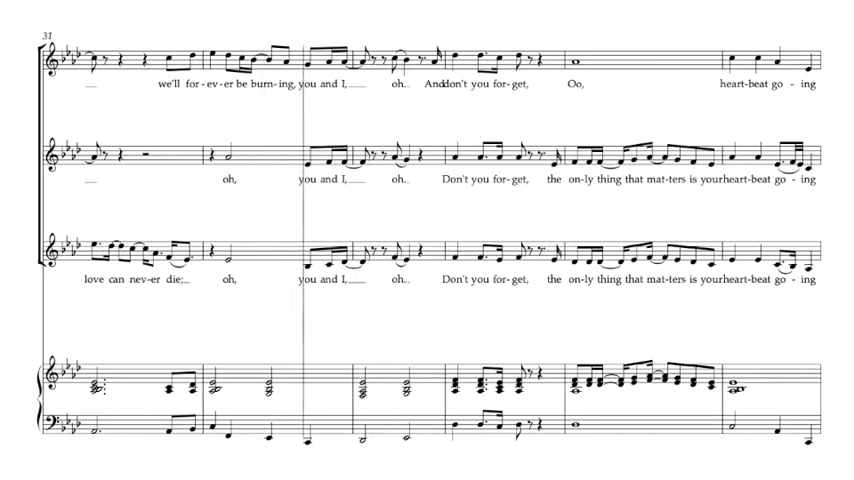 31
we'll for-ev-er be burn-ing, you and I, oh. And don't you for-get, Oo, heart-beat go - ing
oh, you and I, oh. Don't you for-get, the on-ly thing that mat-ters is your heart-beat go - ing
love can nev-er die; oh, you and I, oh. Don't you for-get, the on-ly thing that mat-ters is your heart-beat go - ing